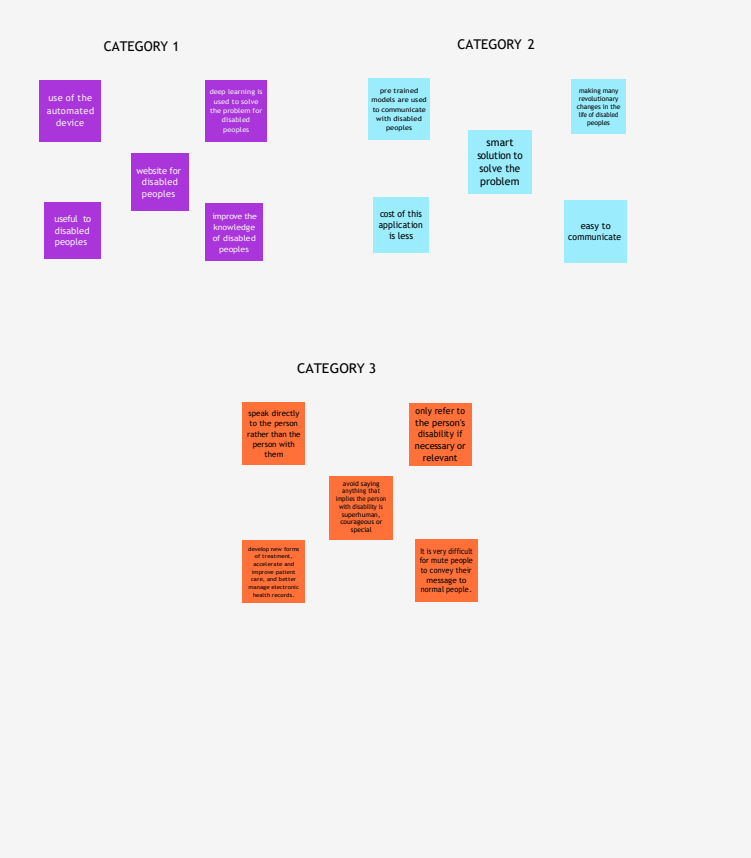 CATEGORY 1
use of the
automated
device
deep learning is
used to solve
the problem for
disabled
peoples
website for
disabled
peoples
useful to
disabled
peoples
improve the
knowledge
of disabled
peoples
CATEGORY 2
pre trained
models are used
to communicate
with disabled
peoples
making many
revolutionary
changes in the
life of disabled
peoples
smart
solution to
solve the
problem
cost of this
application
is less
easy to
communicate
CATEGORY 3
speak directly
to the person
rather than the
person with
them
only refer to
the person's
disability if
necessary or
relevant
avoid saying
anything that
implies the person
with disability is
superhuman,
courageous or
special
develop new forms
of treatment,
accelerate and
improve patient
care, and better
manage electronic
health records.
It is very difficult
for mute people
to convey their
message to
normal people.